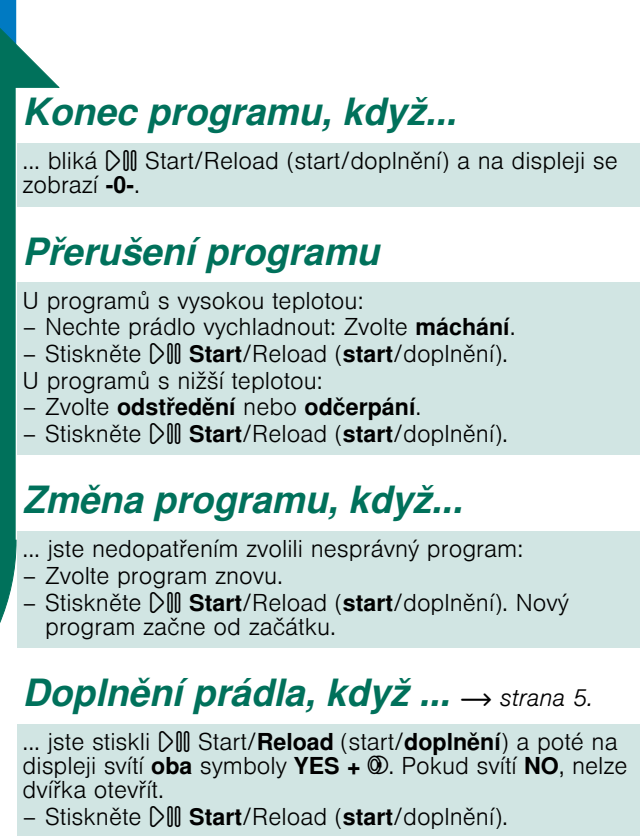 Konec programu, když...
... bliká Start/Reload (start/doplnění) a na displeji se
zobrazí -0-.
Přerušení programu
U programů s vysokou teplotou:
– Nechte prádlo vychladnout: Zvolte máchání.
– Stiskněte Start/Reload (start/doplnění).
U programů s nižší teplotou:
– Zvolte odstředění nebo odčerpání.
– Stiskněte Start/Reload (start/doplnění).
Změna programu, když...
... jste nedopatřením zvolili nesprávný program:
– Zvolte program znovu.
– Stiskněte Start/Reload (start/doplnění). Nový
program začne od začátku.
Doplnění prádla, když ... → strana 5.
... jste stiskli Start/Reload (start/doplnění) a poté na
displeji svítí oba symboly YES + . Pokud svítí NO, nelze
dvířka otevřít.
– Stiskněte Start/Reload (start/doplnění).